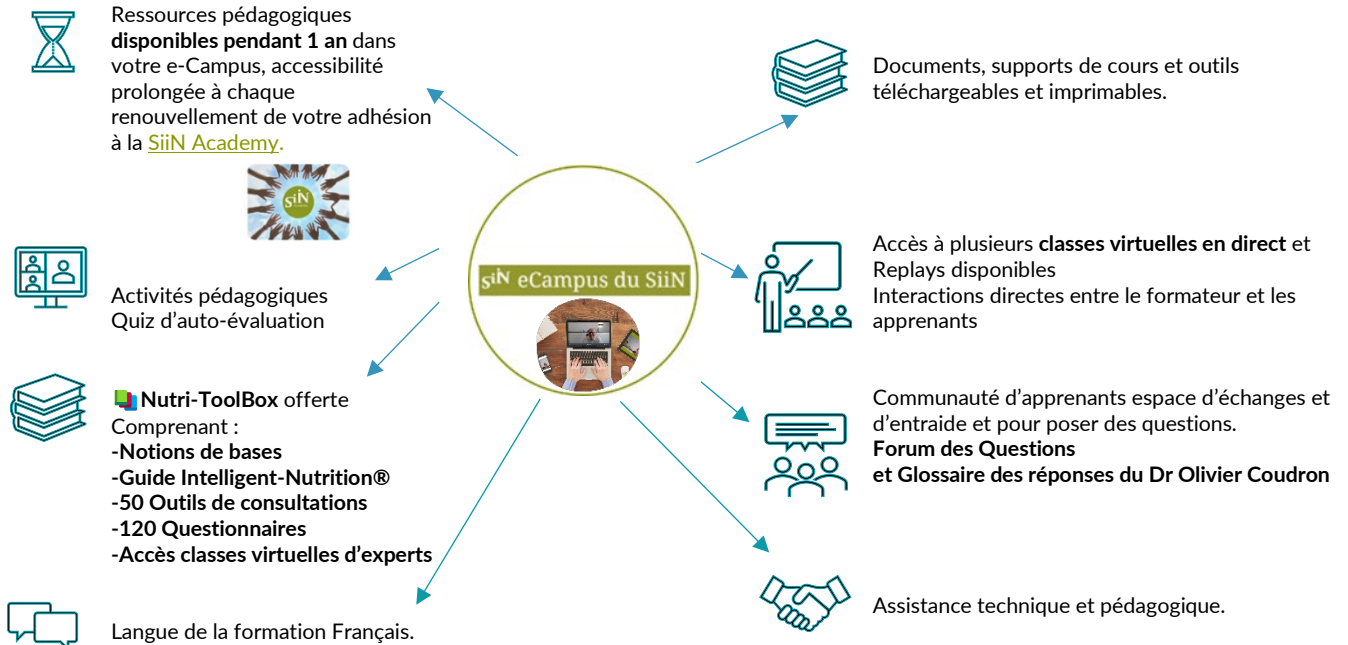 Ressources pédagogiques
disponibles pendant 1 an dans
votre e-Campus, accessibilité
prolongée à chaque
renouvellement de votre adhésion
à la SiiN Academy.
SiiN
Activités pédagogiques
Quiz d’auto-évaluation
Nutri-ToolBox offerte
Comprenant :
-Notions de bases
-Guide Intelligent-Nutrition®
-50 Outils de consultations
-120 Questionnaires
-Accès classes virtuelles d’experts
Langue de la formation Français.
SiiN eCampus du SiiN
Documents, supports de cours et outils
téléchargeables et imprimables.
Accès à plusieurs classes virtuelles en direct et
Replays disponibles
Interactions directes entre le formateur et les
apprenants
Communauté d’apprenants espace d’échanges et
d’entraide et pour poser des questions.
Forum des Questions
et Glossaire des réponses du Dr Olivier Coudron
Assistance technique et pédagogique.